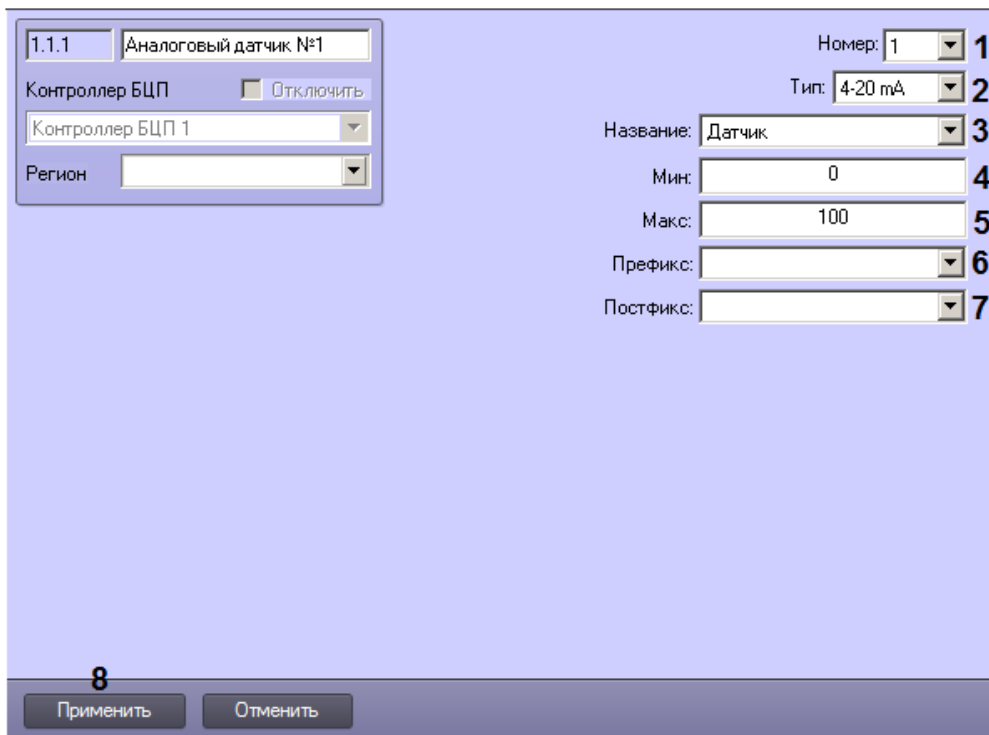 1.1.1 Аналоговый датчик №1
Контроллер БЦП Отключить
Контроллер БЦП 1
Регион
Номер: 1 1
Тип: 4-20 mA 2
Название: Датчик 3
Мин: 0 4
Макс: 100 5
Префикс: 6
Постфикс: 7
8
Применить Отменить